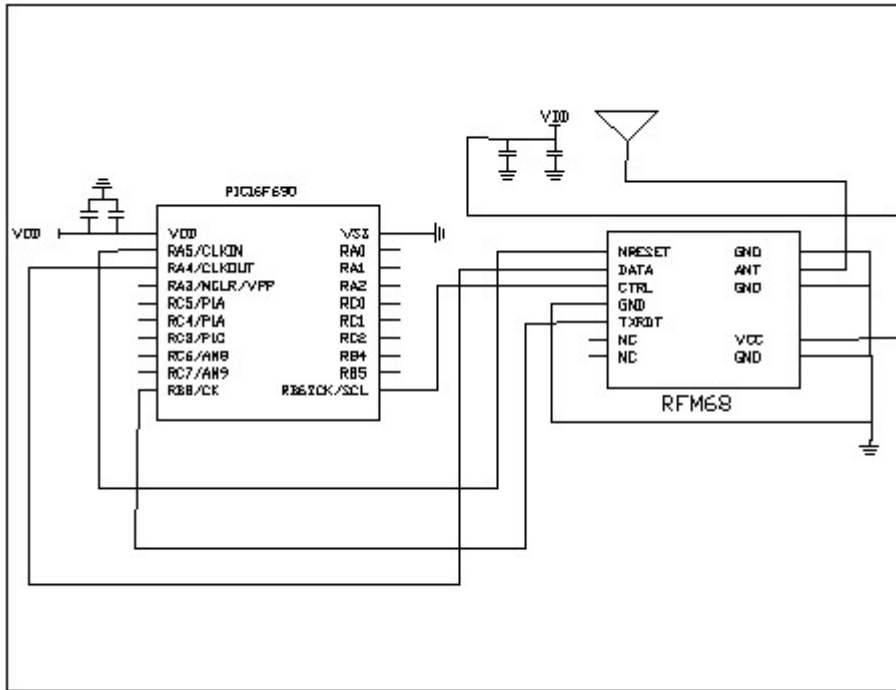 VDD
PIC16F690
VDD
VDD VSS
RA5/CLKIN RA0
RA4/CLKOUT RA1
RA3/MCLR/VPP RA2
RC5/P1A RC0
RC4/P1A RC1
RC3/P1C RC2
RC6/AN8 RB4
RC7/AN9 RB5
RB8/CK RB6SCK/SCL
NRESET GND
DATA ANT
CTRL GND
GND
TXRDT
NC VCC
NC GND
RFM68